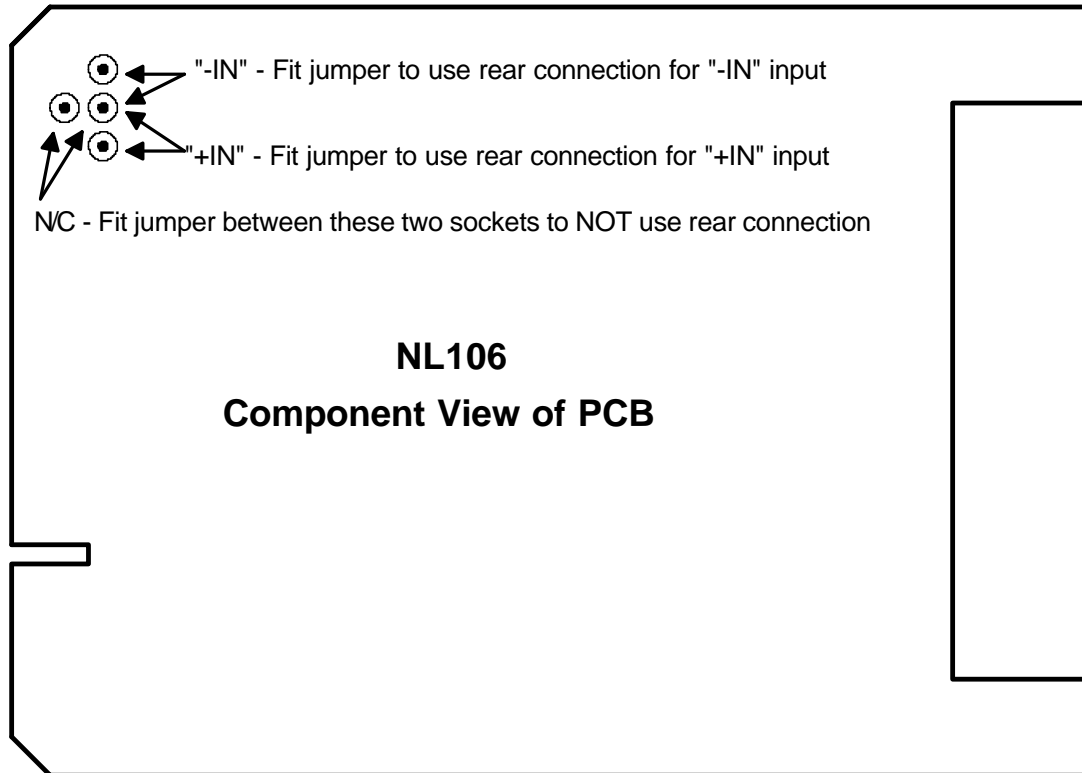 "-IN" - Fit jumper to use rear connection for "-IN" input
"+IN" - Fit jumper to use rear connection for "+IN" input
N/C - Fit jumper between these two sockets to NOT use rear connection
NL106
Component View of PCB